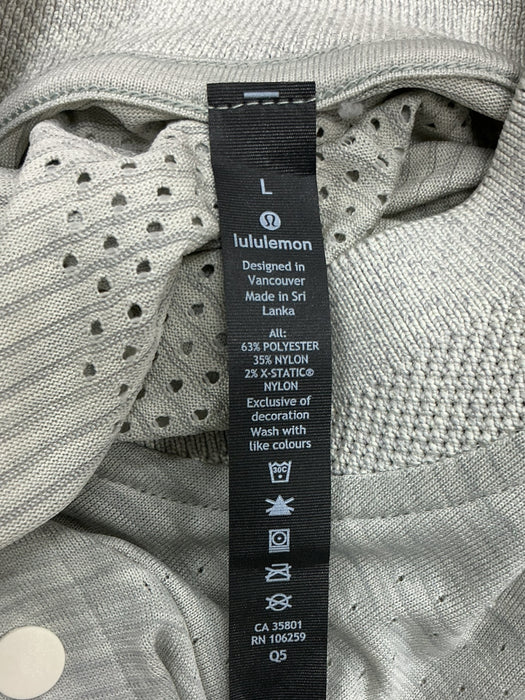 L
lululemon
Designed in
Vancouver
Made in Sri
Lanka
All:
63% POLYESTER
35% NYLON
2% X-STATIC®
NYLON
Exclusive of
decoration
Wash with
like colours
30C
CA 35801
RN 106259
Q5